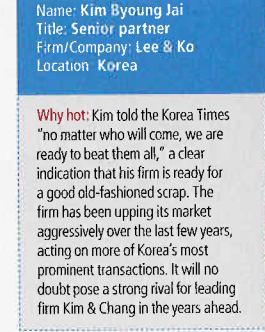 Name: Kim Byoung Jai
Title: Senior partner
Firm/Company: Lee & Ko
Location: Korea
Why hot: Kim told the Korea Times
"no matter who will come, we are
ready to beat them all," a clear
indication that his firm is ready for
a good old-fashioned scrap. The
firm has been upping its market
aggressively over the last few years,
acting on more of Korea's most
prominent transactions. It will no
doubt pose a strong rival for leading
firm Kim & Chang in the years ahead.